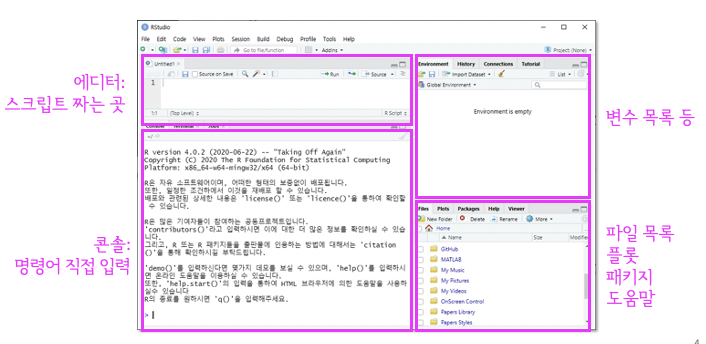 RStudio
File Edit Code View Plots Session Build Debug Profile Tools Help
Go to file/function Addins Project: (None)
Untitled1
Source on Save Run Source
1
1:1 (Top Level) R Script
에디터:
스크립트 짜는 곳
Environment History Connections Tutorial
Import Dataset List
Global Environment
Environment is empty
변수 목록 등
R version 4.0.2 (2020-06-22) -- "Taking Off Again"
Copyright (C) 2020 The R Foundation for Statistical Computing
Platform: x86_64-w64-mingw32/x64 (64-bit)
R은 자유 소프트웨어이며, 어떠한 형태의 보증없이 배포됩니다.
또한, 일정한 조건하에서 이것을 재배포 할 수 있습니다.
배포와 관련된 상세한 내용은 'license()' 또는 'licence()'을 통하여 확인할
수 있습니다.
R은 많은 기여자들이 참여하는 공동프로젝트입니다.
'contributors()'라고 입력하시면 이에 대한 더 많은 정보를 확인하실 수 있습
니다.
그리고, R 또는 R 패키지들을 출판물에 인용하는 방법에 대해서는 'citation
()'을 통해 확인하시길 부탁드립니다.
'demo()'를 입력하신다면 몇가지 데모를 보실 수 있으며, 'help()'를 입력하시
면 온라인 도움말을 이용하실 수 있습니다.
또한, 'help.start()'의 입력을 통하여 HTML 브라우저에 의한 도움말을 사용하
실수 있습니다
R의 종료를 원하시면 'q()'을 입력해주세요.
>
콘솔:
명령어 직접 입력
Files Plots Packages Help Viewer
New Folder Delete Rename More
Home
Name Size Modified
GitHub
MATLAB
My Music
My Pictures
My Videos
OnScreen Control
Papers Library
Papers Styles
파일 목록
플롯
패키지
도움말